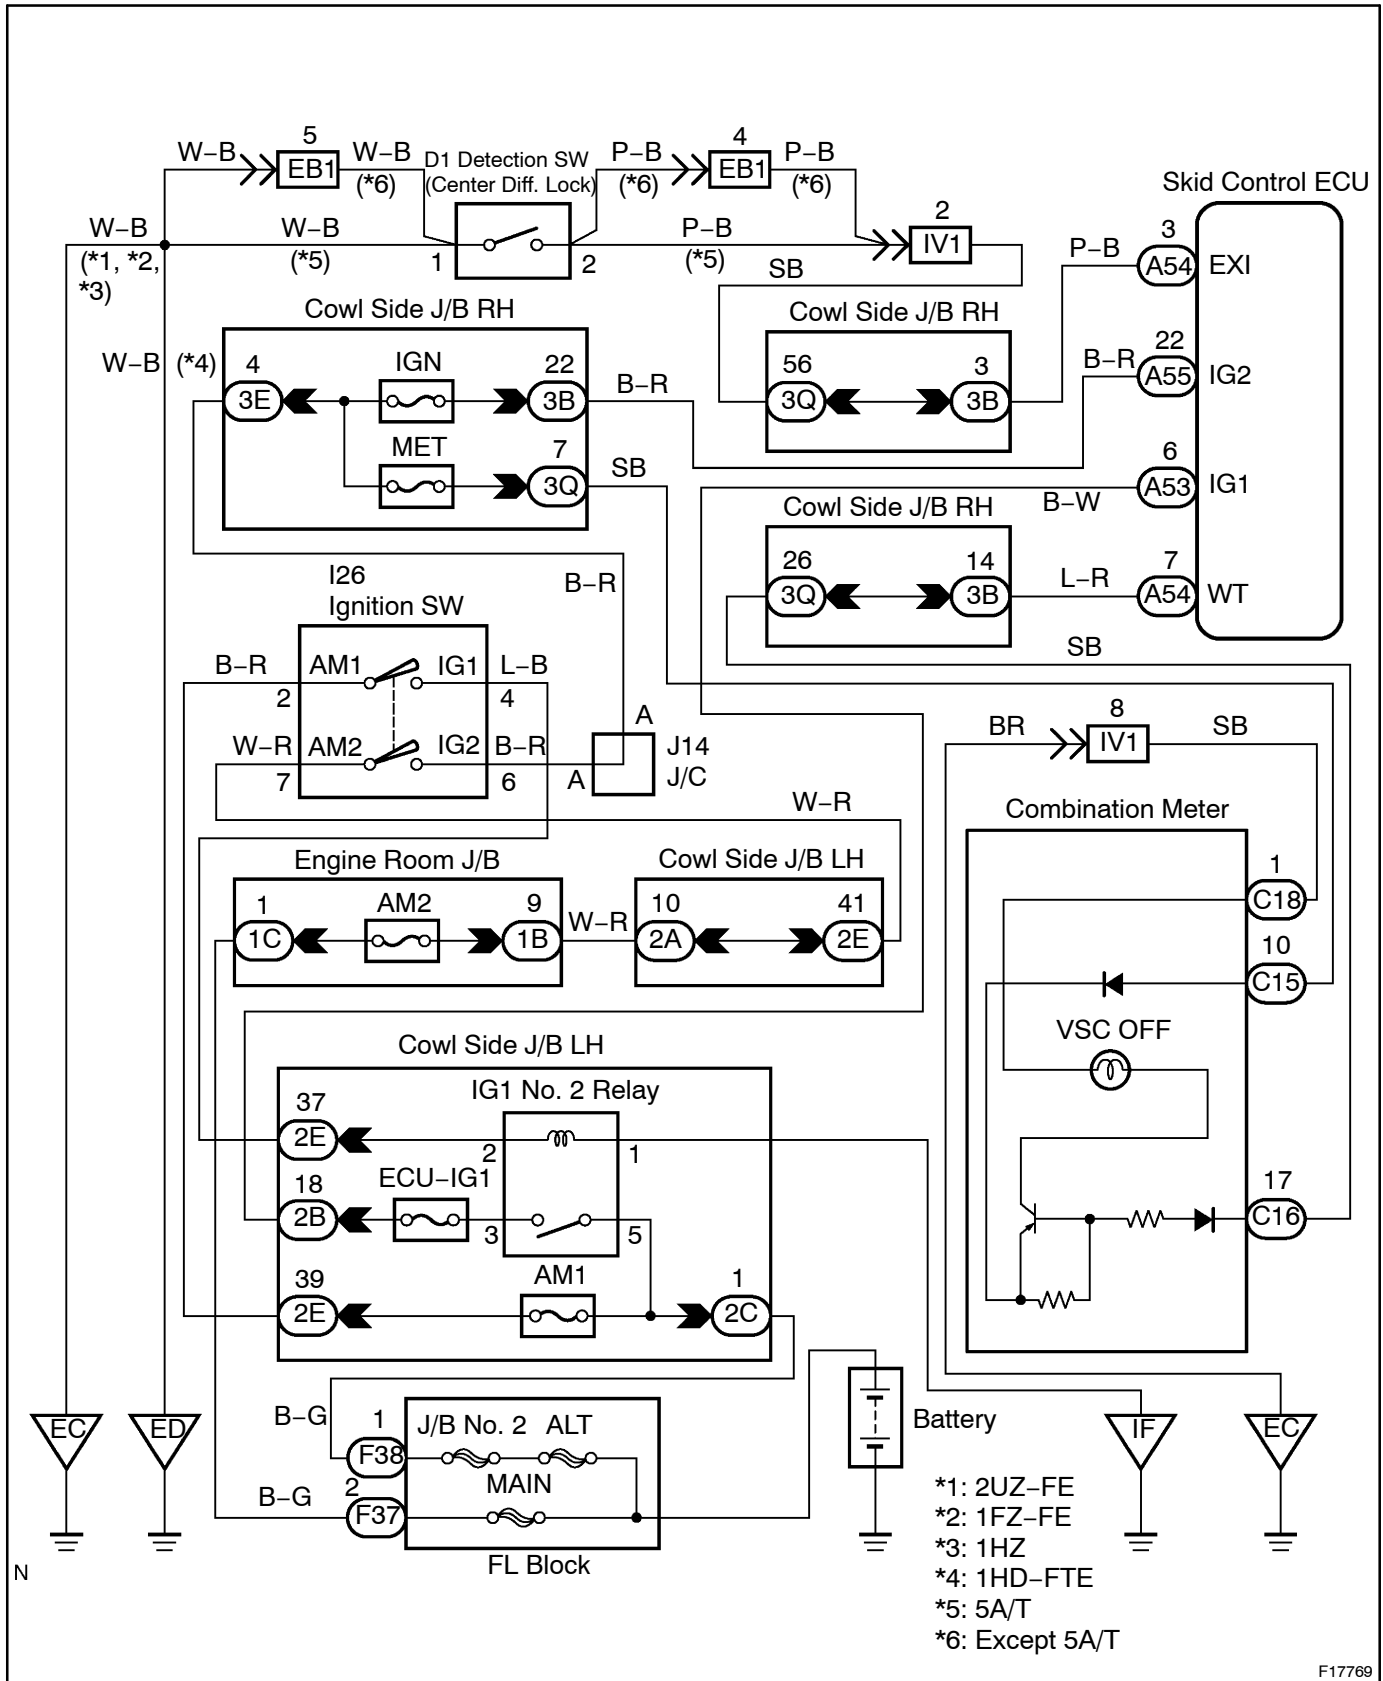 5
4
W–B
EB1
W–B
(*6)
D1 Detection SW
(Center Diff. Lock)
P–B
(*6)
EB1
P–B
(*6)
Skid Control ECU
W–B
(*1, *2,
*3)
W–B
(*5)
1
2
P–B
(*5)
2
IV1
SB
P–B
3
A54
EXI
Cowl Side J/B RH
Cowl Side J/B RH
W–B (*4)
4
3E
IGN
22
3B
B–R
56
3Q
3
3B
B–R
22
A55
IG2
MET
7
3Q
SB
6
A53
IG1
B–W
Cowl Side J/B RH
26
3Q
14
3B
L–R
7
A54
WT
B–R
I26
Ignition SW
SB
B–R
2
AM1
IG1
L–B
4
W–R
7
AM2
IG2
B–R
6
A
A
J14
J/C
BR
8
IV1
SB
W–R
Combination Meter
Engine Room J/B
Cowl Side J/B LH
1
1C
AM2
9
1B
W–R
10
2A
41
2E
1
C18
10
C15
VSC OFF
Cowl Side J/B LH
IG1 No. 2 Relay
37
2E
2
1
18
2B
ECU–IG1
3
5
17
C16
39
2E
AM1
1
2C
EC
ED
B–G
1
F38
J/B No. 2
ALT
Battery
IF
EC
B–G
2
F37
MAIN
FL Block
*1: 2UZ–FE
*2: 1FZ–FE
*3: 1HZ
*4: 1HD–FTE
*5: 5A/T
*6: Except 5A/T
N
F17769